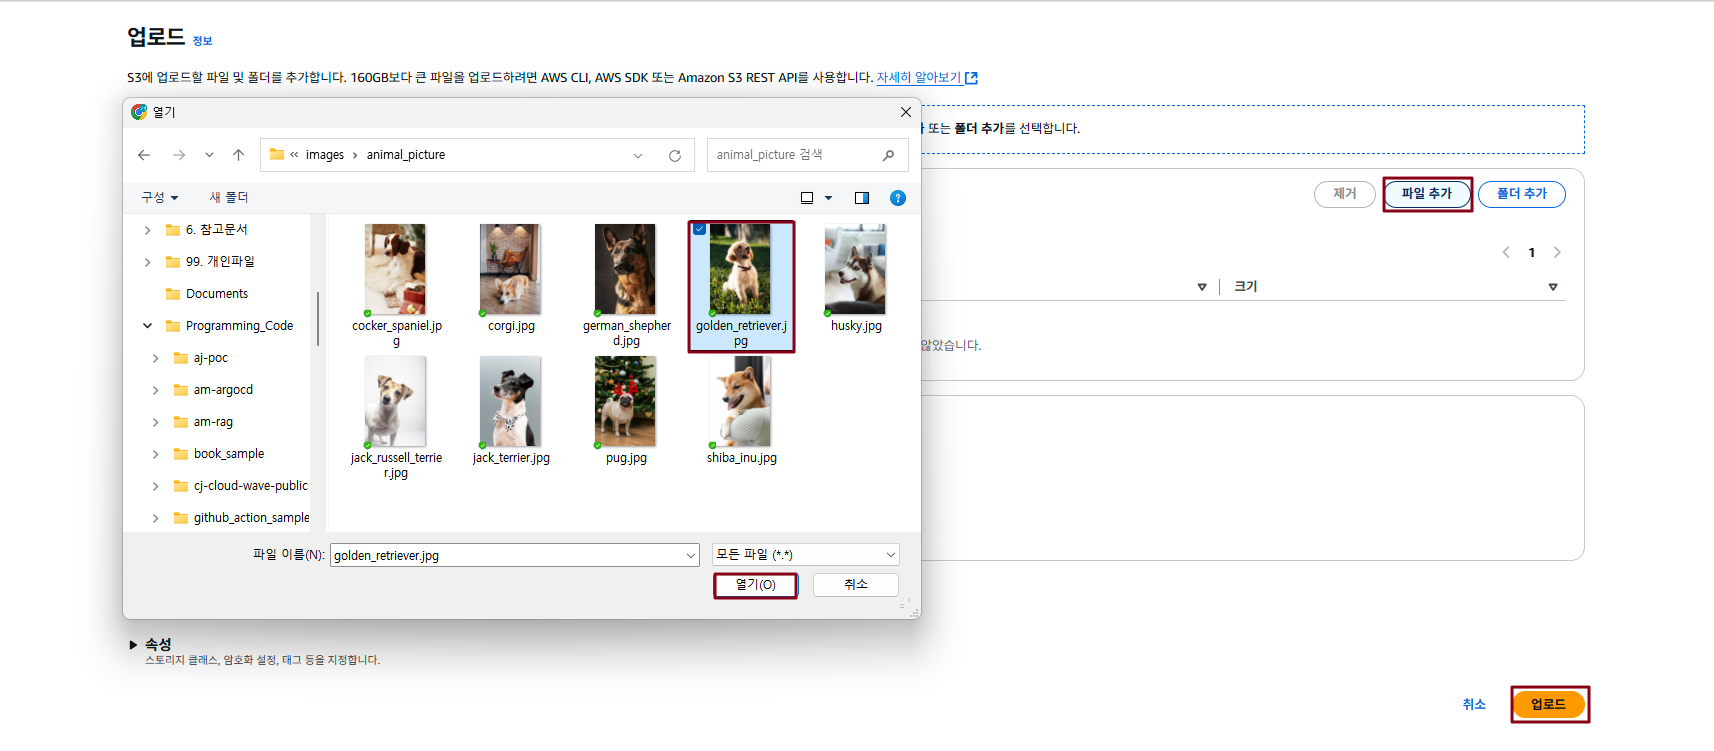 업로드 정보
S3에 업로드할 파일 및 폴더를 추가합니다. 160GB보다 큰 파일을 업로드하려면 AWS CLI, AWS SDK 또는 Amazon S3 REST API를 사용합니다. 자세히 알아보기
열기
또는 폴더 추가를 선택합니다.
images > animal_picture
animal_picture 검색
제거
파일 추가
폴더 추가
구성
새 폴더
6. 참고문서
99. 개인파일
Documents
Programming_Code
aj-poc
am-argocd
am-rag
book_sample
cj-cloud-wave-public
github_action_sample
cocker_spaniel.jp
g
corgi.jpg
german_shepher
d.jpg
golden_retriever.j
pg
husky.jpg
jack_russell_terrie
r.jpg
jack_terrier.jpg
pug.jpg
shiba_inu.jpg
1
크기
않았습니다.
파일 이름(N):
golden_retriever.jpg
모든 파일 (*.*)
열기(O)
취소
속성
스토리지 클래스, 암호화 설정, 태그 등을 지정합니다.
취소
업로드